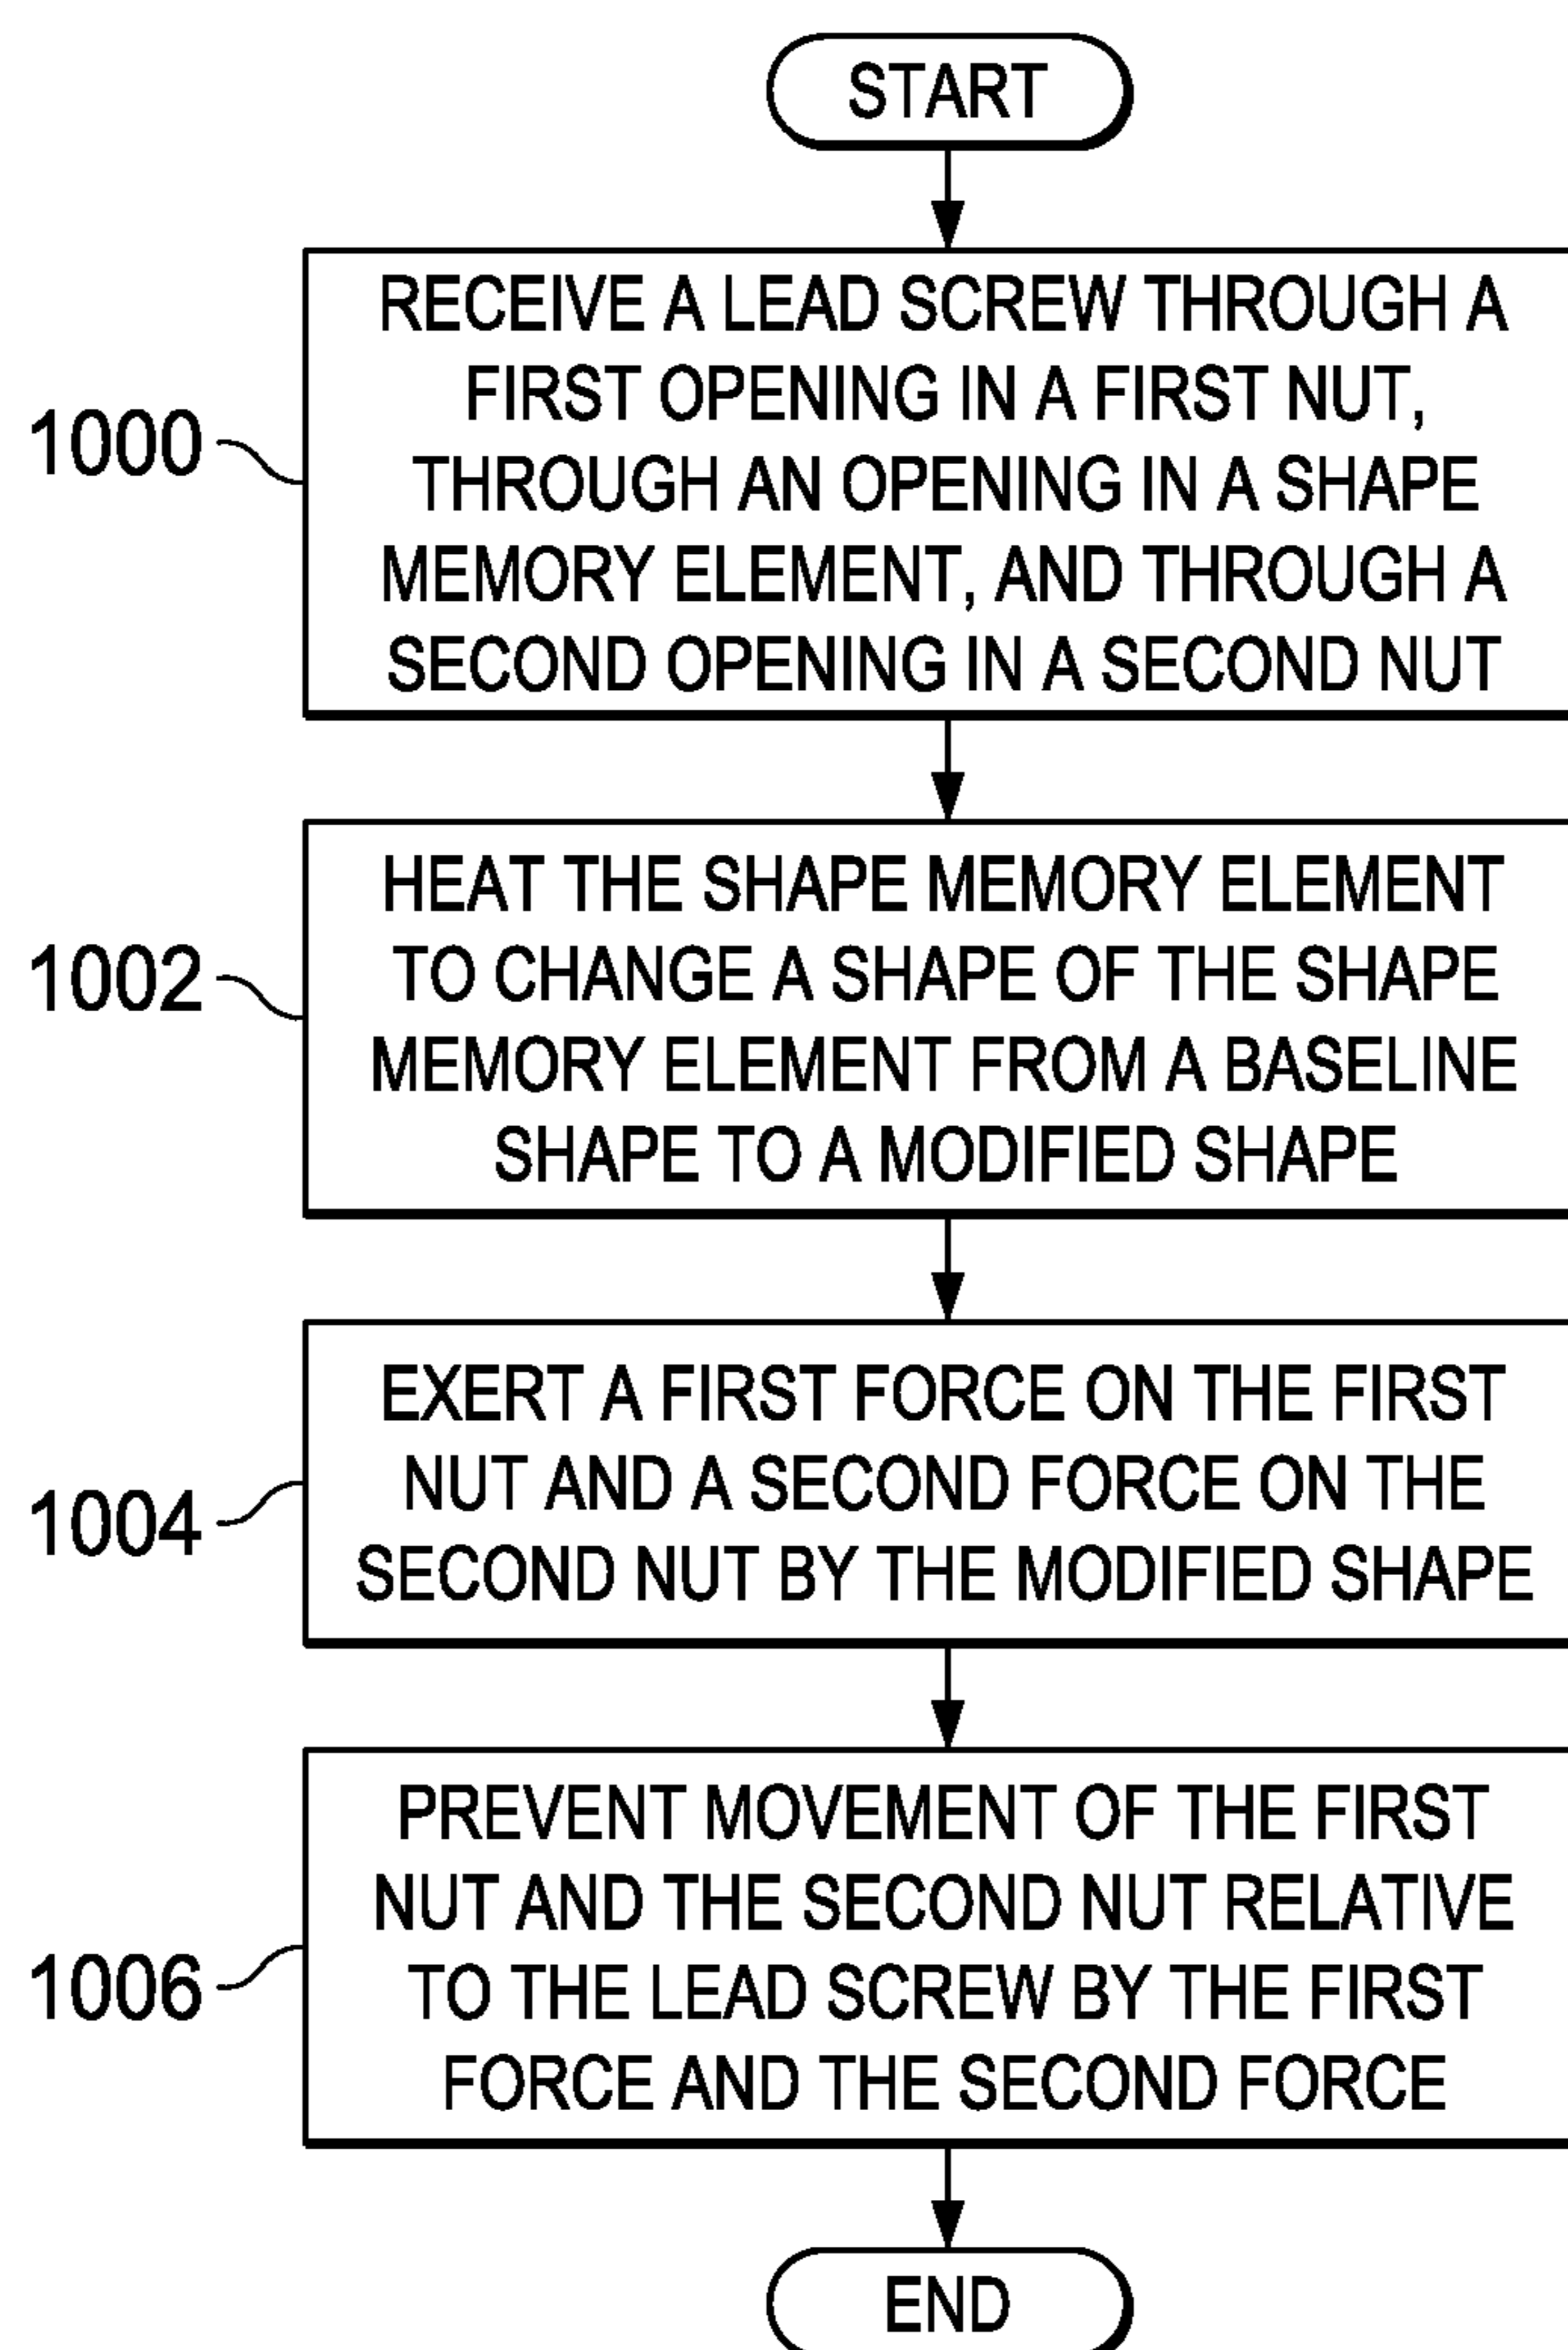 START
1000
RECEIVE A LEAD SCREW THROUGH A
FIRST OPENING IN A FIRST NUT,
THROUGH AN OPENING IN A SHAPE
MEMORY ELEMENT, AND THROUGH A
SECOND OPENING IN A SECOND NUT
1002
HEAT THE SHAPE MEMORY ELEMENT
TO CHANGE A SHAPE OF THE SHAPE
MEMORY ELEMENT FROM A BASELINE
SHAPE TO A MODIFIED SHAPE
1004
EXERT A FIRST FORCE ON THE FIRST
NUT AND A SECOND FORCE ON THE
SECOND NUT BY THE MODIFIED SHAPE
1006
PREVENT MOVEMENT OF THE FIRST
NUT AND THE SECOND NUT RELATIVE
TO THE LEAD SCREW BY THE FIRST
FORCE AND THE SECOND FORCE
END